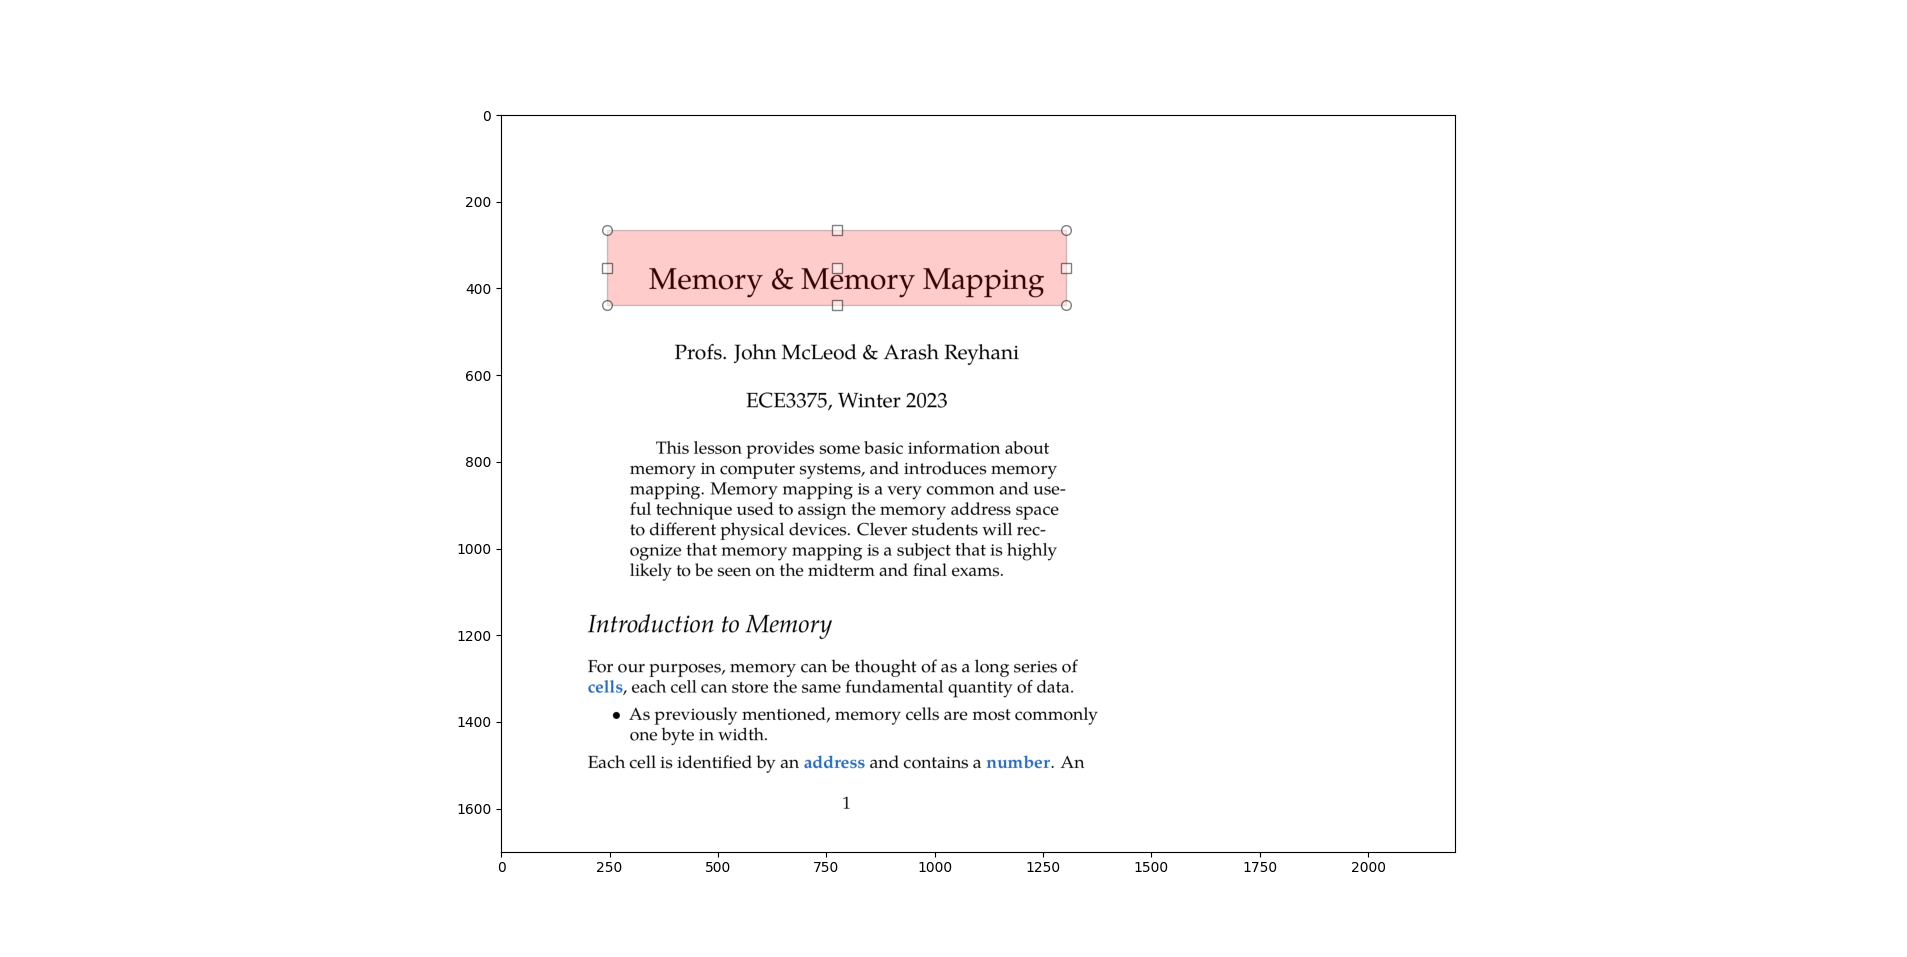 0
200
400
600
800
1000
1200
1400
1600
Memory & Memory Mapping
Profs. John McLeod & Arash Reyhani
ECE3375, Winter 2023
This lesson provides some basic information about
memory in computer systems, and introduces memory
mapping. Memory mapping is a very common and use-
ful technique used to assign the memory address space
to different physical devices. Clever students will rec-
ognize that memory mapping is a subject that is highly
likely to be seen on the midterm and final exams.
Introduction to Memory
For our purposes, memory can be thought of as a long series of
cells, each cell can store the same fundamental quantity of data.
• As previously mentioned, memory cells are most commonly
one byte in width.
Each cell is identified by an address and contains a number. An
1
0 250 500 750 1000 1250 1500 1750 2000